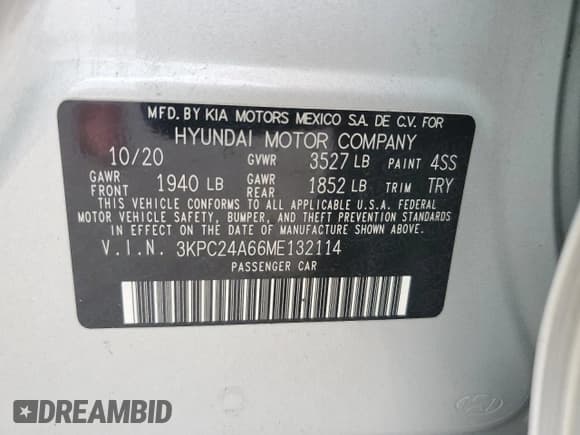 MFD. BY KIA MOTORS MEXICO S.A. DE C.V. FOR
HYUNDAI MOTOR COMPANY
10/20 GVWR 3527 LB PAINT 4SS
GAWR FRONT 1940 LB GAWR REAR 1852 LB TRIM TRY
THIS VEHICLE CONFORMS TO ALL APPLICABLE U.S.A. FEDERAL
MOTOR VEHICLE SAFETY, BUMPER, AND THEFT PREVENTION STANDARDS
IN EFFECT ON THE DATE OF MANUFACTURE SHOWN ABOVE.
V.I.N. 3KPC24A66ME132114
PASSENGER CAR
DREAMBID